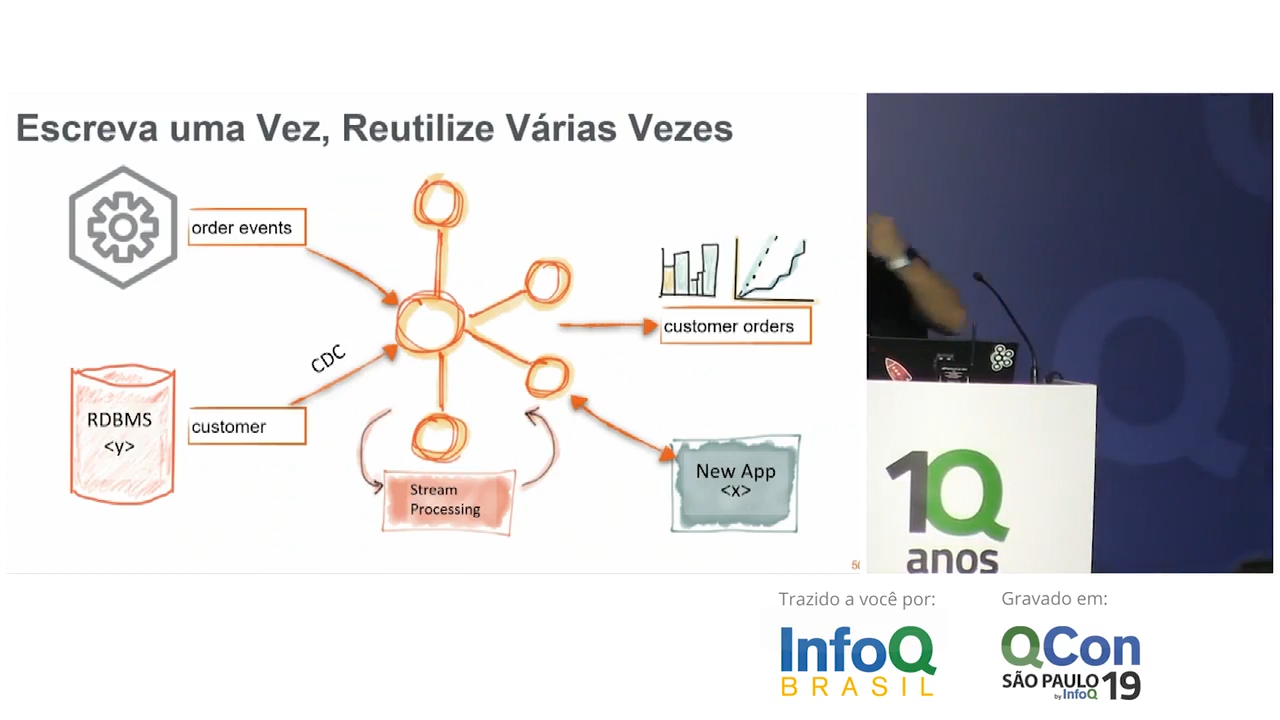 Escreva uma Vez, Reutilize Várias Vezes
order events
CDC
RDBMS
<y>
customer
customer orders
Stream
Processing
New App
<x>
10
anos
Trazido a você por:
InfoQ
BRASIL
Gravado em:
QCon
SÃO PAULO 19
by InfoQ